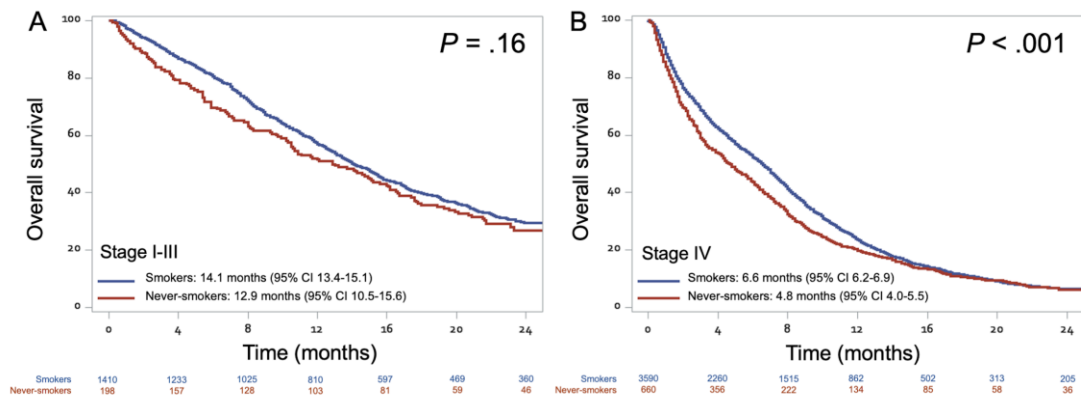 A
P = .16
Overall survival
100
80
60
40
20
0
Stage I-III
Smokers: 14.1 months (95% CI 13.4-15.1)
Never-smokers: 12.9 months (95% CI 10.5-15.6)
0 4 8 12 16 20 24
Time (months)
Smokers 1410 1233 1025 810 597 469 360
Never-smokers 198 157 128 103 81 59 46
B
P < .001
Overall survival
100
80
60
40
20
0
Stage IV
Smokers: 6.6 months (95% CI 6.2-6.9)
Never-smokers: 4.8 months (95% CI 4.0-5.5)
0 4 8 12 16 20 24
Time (months)
Smokers 3590 2260 1515 862 502 313 205
Never-smokers 660 356 222 134 85 58 36